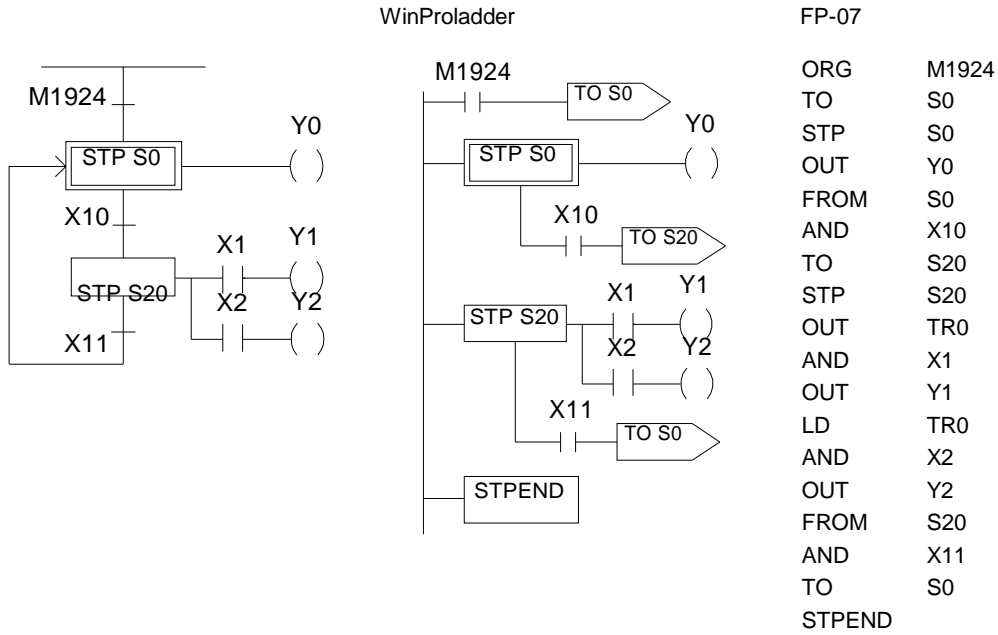 WinProladder
FP-07
M1924
Y0
STP S0
X10
X1
Y1
STP S20
X2
Y2
X11
M1924
TO S0
Y0
STP S0
X10
TO S20
X1
Y1
STP S20
X2
Y2
X11
TO S0
STPEND
ORG M1924
TO S0
STP S0
OUT Y0
FROM S0
AND X10
TO S20
STP S20
OUT TR0
AND X1
OUT Y1
LD TR0
AND X2
OUT Y2
FROM S20
AND X11
TO S0
STPEND